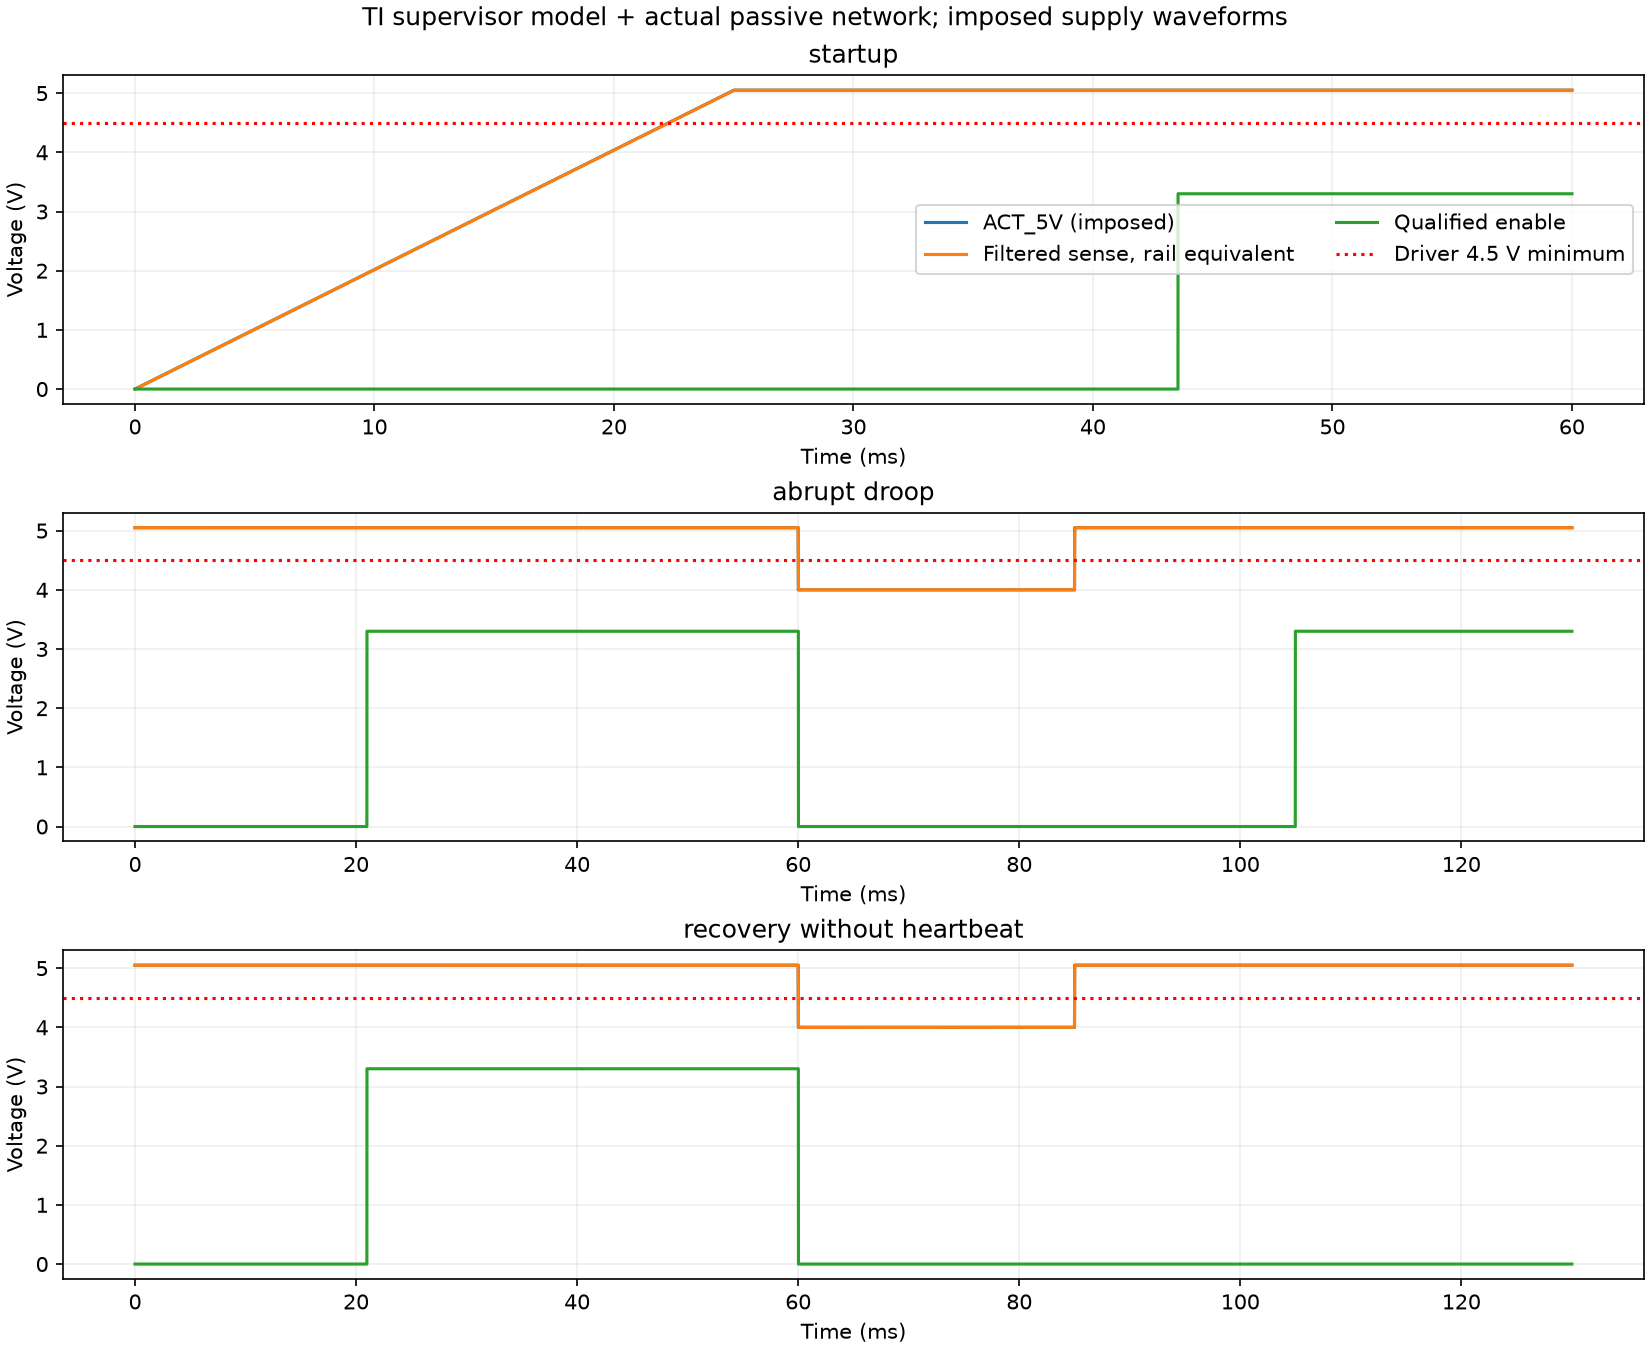 TI supervisor model + actual passive network; imposed supply waveforms
startup
5
4
3
2
1
0
Voltage (V)
ACT_5V (imposed)
Filtered sense, rail equivalent
Qualified enable
Driver 4.5 V minimum
0 10 20 30 40 50 60
Time (ms)
abrupt droop
5
4
3
2
1
0
Voltage (V)
0 20 40 60 80 100 120
Time (ms)
recovery without heartbeat
5
4
3
2
1
0
Voltage (V)
0 20 40 60 80 100 120
Time (ms)